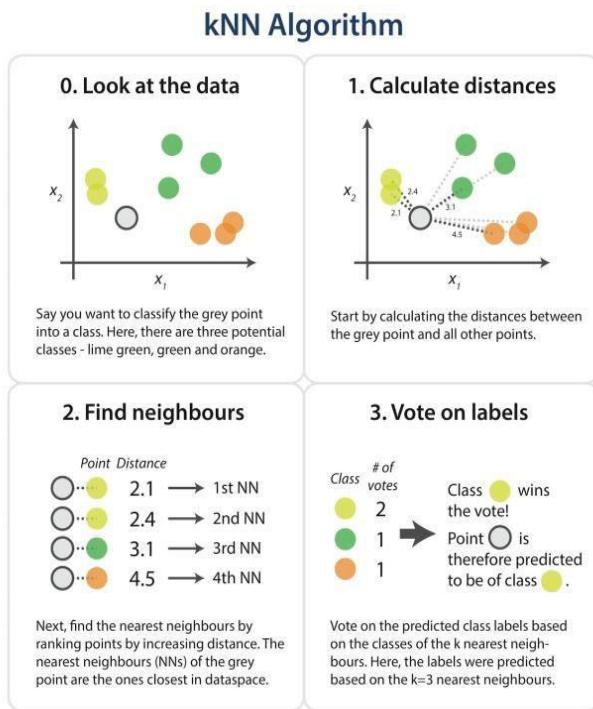 kNN Algorithm
0. Look at the data
X2
X1
Say you want to classify the grey point
into a class. Here, there are three potential
classes - lime green, green and orange.
1. Calculate distances
X2
2.4
2.1
3.1
4.5
X1
Start by calculating the distances between
the grey point and all other points.
2. Find neighbours
Point Distance
2.1 1st NN
2.4 2nd NN
3.1 3rd NN
4.5 4th NN
Next, find the nearest neighbours by
ranking points by increasing distance. The
nearest neighbours (NNs) of the grey
point are the ones closest in dataspace.
3. Vote on labels
# of
Class votes
2
1
1
Class wins
the vote!
Point is
therefore predicted
to be of class .
Vote on the predicted class labels based
on the classes of the k nearest neigh-
bours. Here, the labels were predicted
based on the k=3 nearest neighbours.